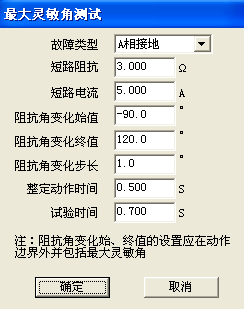 最大灵敏角测试
故障类型 A相接地
短路阻抗 3.000 Ω
短路电流 5.000 A
阻抗角变化始值 -90.0 °
阻抗角变化终值 120.0 °
阻抗角变化步长 1.0 °
整定动作时间 0.500 S
试验时间 0.700 S
注：阻抗角变化始、终值的设置应在动作
边界外并包括最大灵敏角
确定 取消